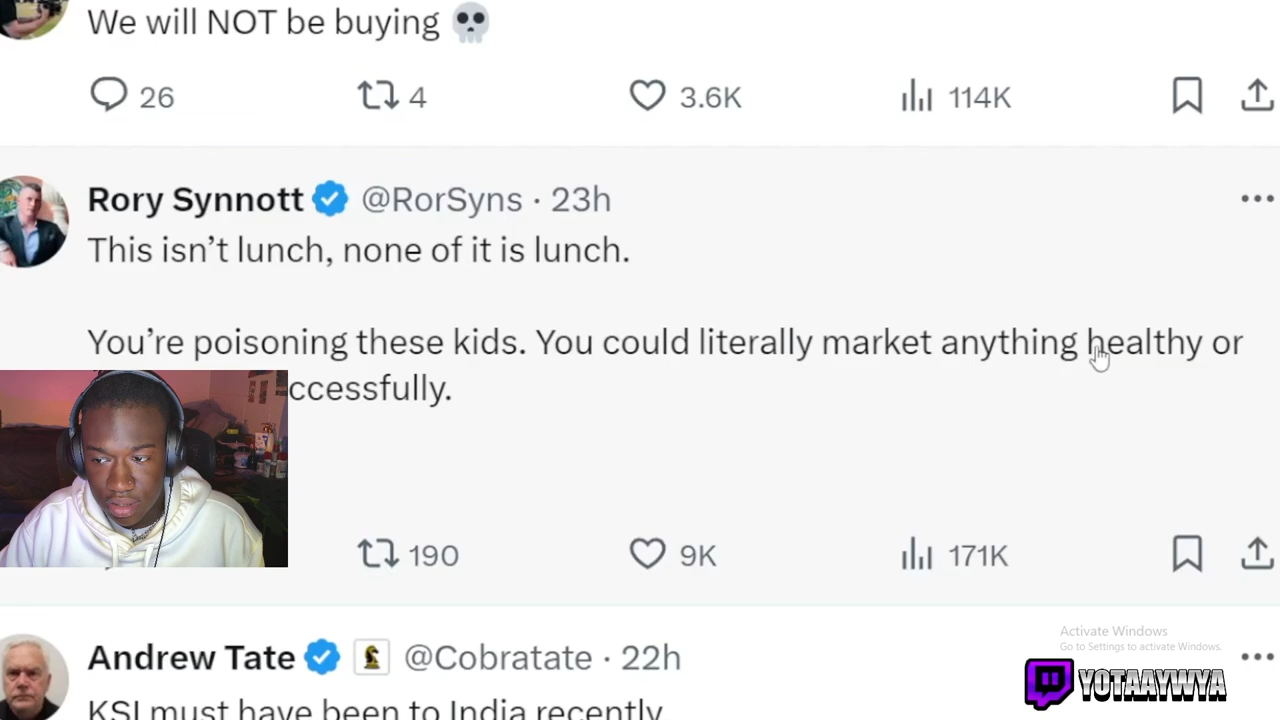 We will NOT be buying 💀
26 4 3.6K 114K
Rory Synnott @RorSyns · 23h
This isn’t lunch, none of it is lunch.
You’re poisoning these kids. You could literally market anything healthy or
ccessfully.
190 9K 171K
Andrew Tate @Cobratate · 22h
KSI must have been to India recently
Activate Windows
Go to Settings to activate Windows.
YOTAAYWYA